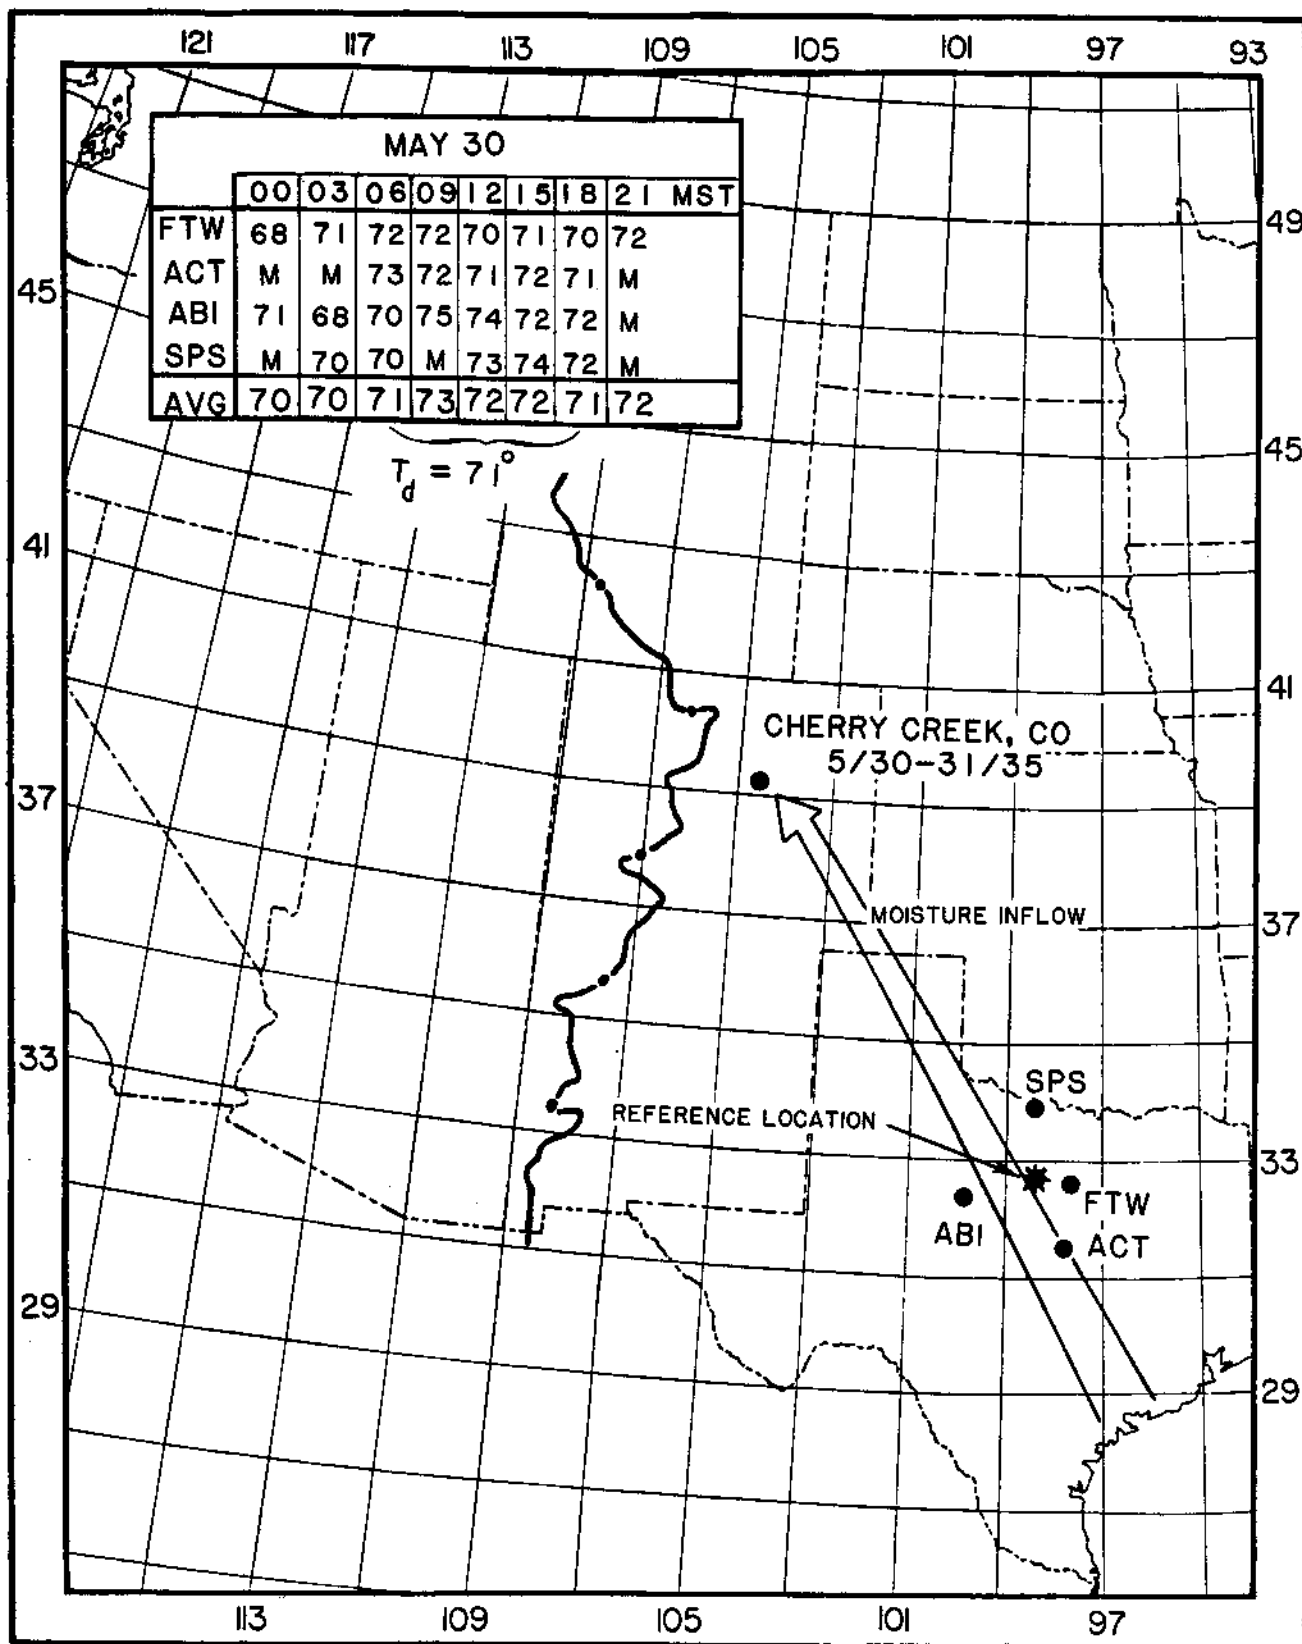 121 117 113 109 105 101 97 93
MAY 30
00 03 06 09 12 15 18 21 MST
FTW 68 71 72 72 70 71 70 72
ACT M M 73 72 71 72 71 M
ABI 71 68 70 75 74 72 72 M
SPS M 70 70 M 73 74 72 M
AVG 70 70 71 73 72 72 71 72
Td = 71°
49
45
45
41
41
CHERRY CREEK, CO
5/30-31/35
37
MOISTURE INFLOW
37
33
SPS
REFERENCE LOCATION
33
FTW
ABI
ACT
29
29
113 109 105 101 97